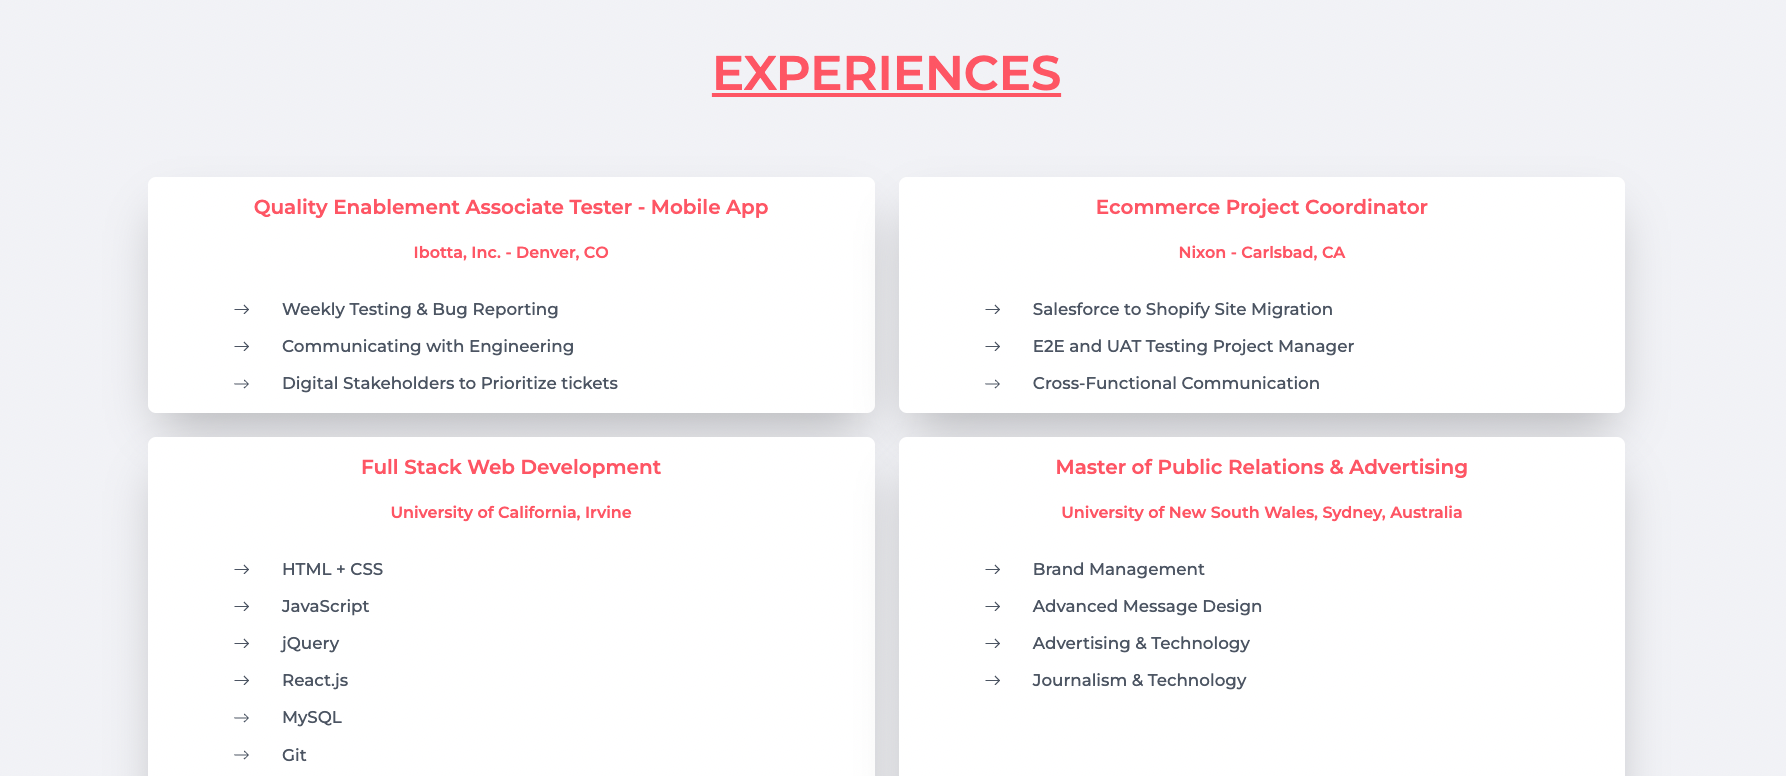 EXPERIENCES
Quality Enablement Associate Tester - Mobile App
Ibotta, Inc. - Denver, CO
→ Weekly Testing & Bug Reporting
→ Communicating with Engineering
→ Digital Stakeholders to Prioritize tickets
Ecommerce Project Coordinator
Nixon - Carlsbad, CA
→ Salesforce to Shopify Site Migration
→ E2E and UAT Testing Project Manager
→ Cross-Functional Communication
Full Stack Web Development
University of California, Irvine
→ HTML + CSS
→ JavaScript
→ jQuery
→ React.js
→ MySQL
→ Git
Master of Public Relations & Advertising
University of New South Wales, Sydney, Australia
→ Brand Management
→ Advanced Message Design
→ Advertising & Technology
→ Journalism & Technology